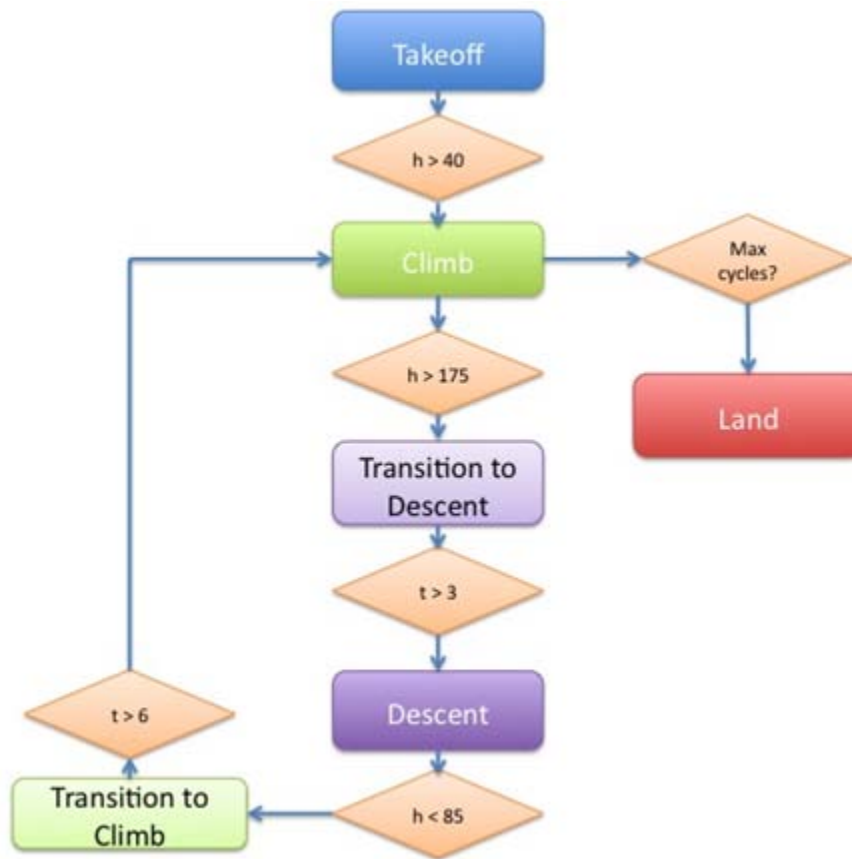 Takeoff
h > 40
Climb
Max
cycles?
h > 175
Land
Transition to
Descent
t > 3
Descent
t > 6
Transition to
Climb
h < 85